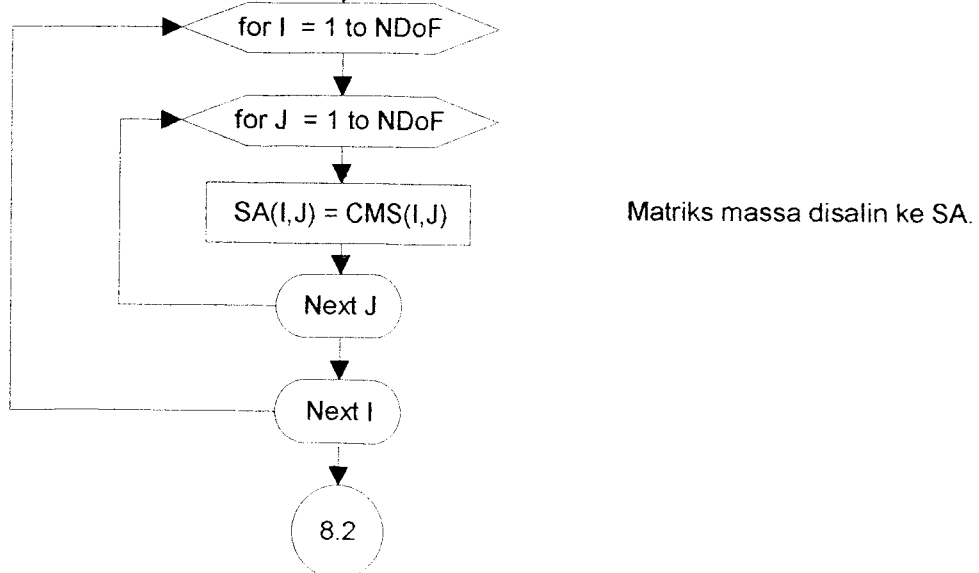 for I = 1 to NDoF
for J = 1 to NDoF
SA(I,J) = CMS(I,J)
Matriks massa disalin ke SA.
Next J
Next I
8.2